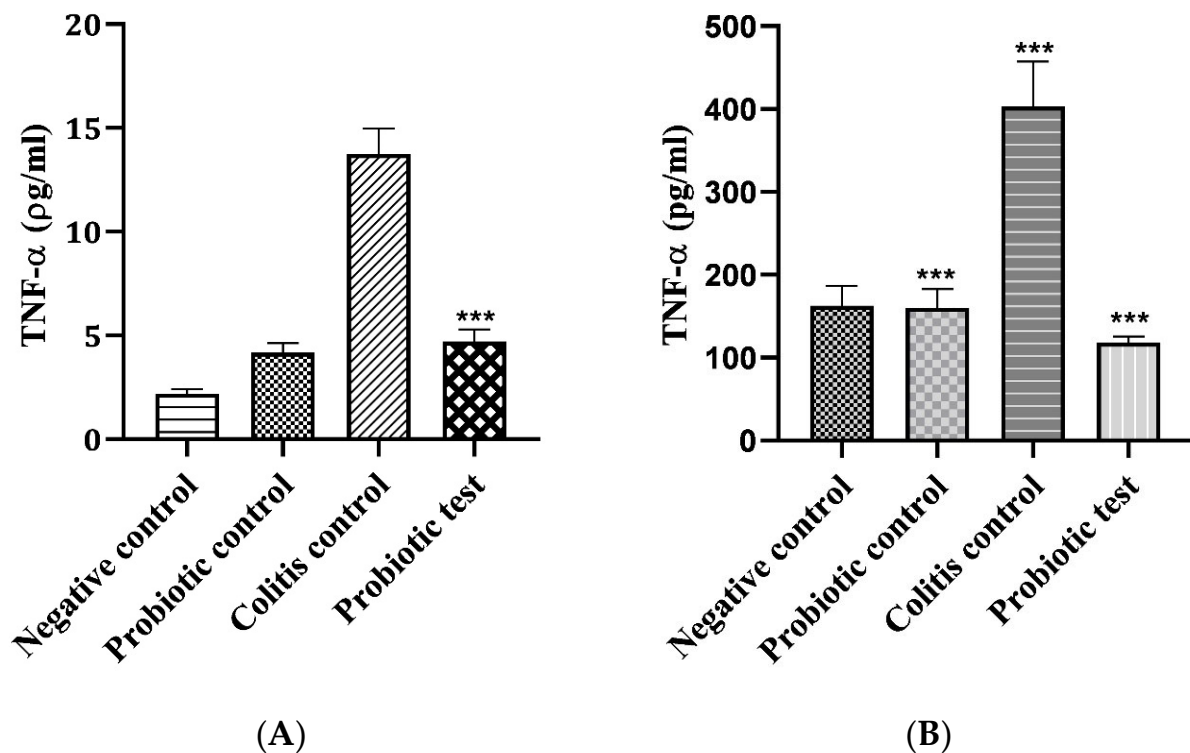 TNF-α (ρg/ml)
20
15
10
5
0
***
Negative control
Probiotic control
Colitis control
Probiotic test
(A)
TNF-α (pg/ml)
500
400
300
200
100
0
***
***
***
Negative control
Probiotic control
Colitis control
Probiotic test
(B)